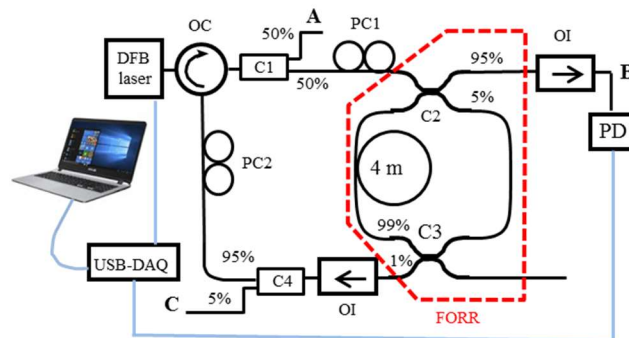 A
OC
PC1
OI
DFB
laser
C1
50%
50%
95%
B
C2
5%
PD
PC2
4 m
99%
C3
1%
USB-DAQ
95%
C4
C
5%
OI
FORR